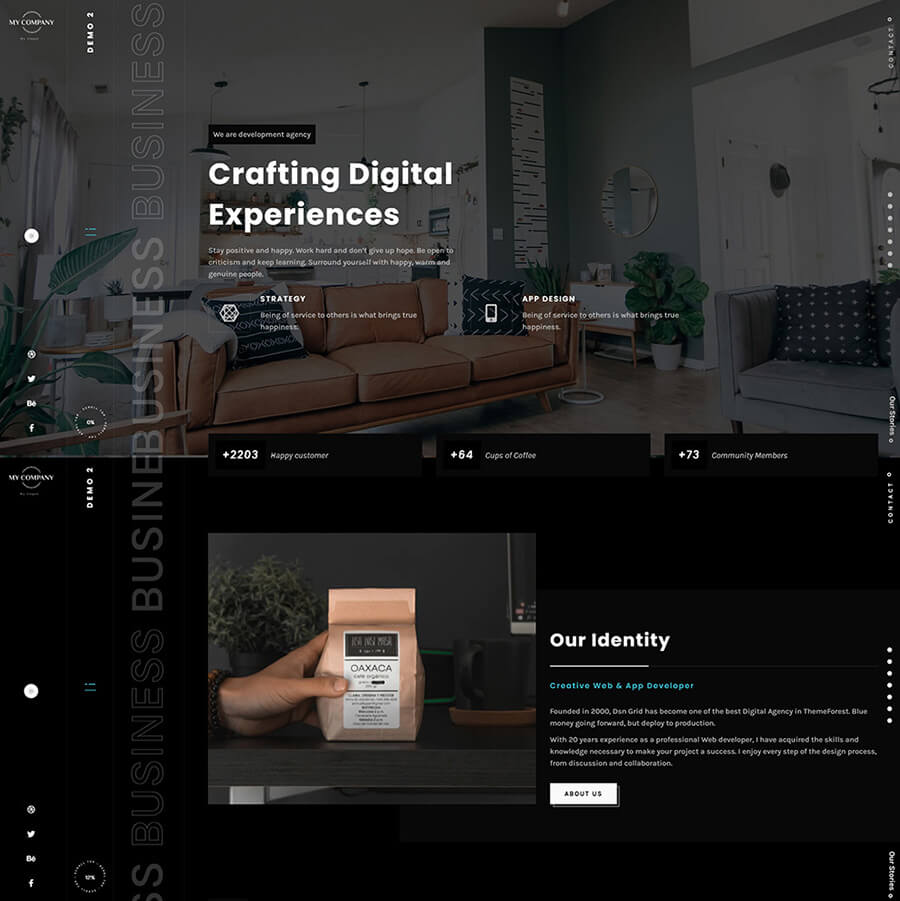 MY COMPANY
DEMO 2
BUSINESS
BUSINESS
CONTACT
We are development agency
Crafting Digital
Experiences
Stay positive and happy. Work hard and don't give up hope. Be open to
criticism and keep learning. Surround yourself with happy, warm and
genuine people.
STRATEGY
Being of service to others is what brings true
happiness.
APP DESIGN
Being of service to others is what brings true
happiness.
Bē
0%
Our Stories
+2203 Happy customer
+64 Cups of Coffee
+73 Community Members
MY COMPANY
DEMO 2
BUSINE
BUSINESS
BUSINESS
BUSINESS
SS
CONTACT
OAXACA
café orgánico
Our Identity
Creative Web & App Developer
Founded in 2000, Dsn Grid has become one of the best Digital Agency in ThemeForest. Blue
money going forward, but deploy to production.
With 20 years experience as a professional Web developer, I have acquired the skills and
knowledge necessary to make your project a success. I enjoy every step of the design process,
from discussion and collaboration.
ABOUT US
Bē
12%
Our Stories